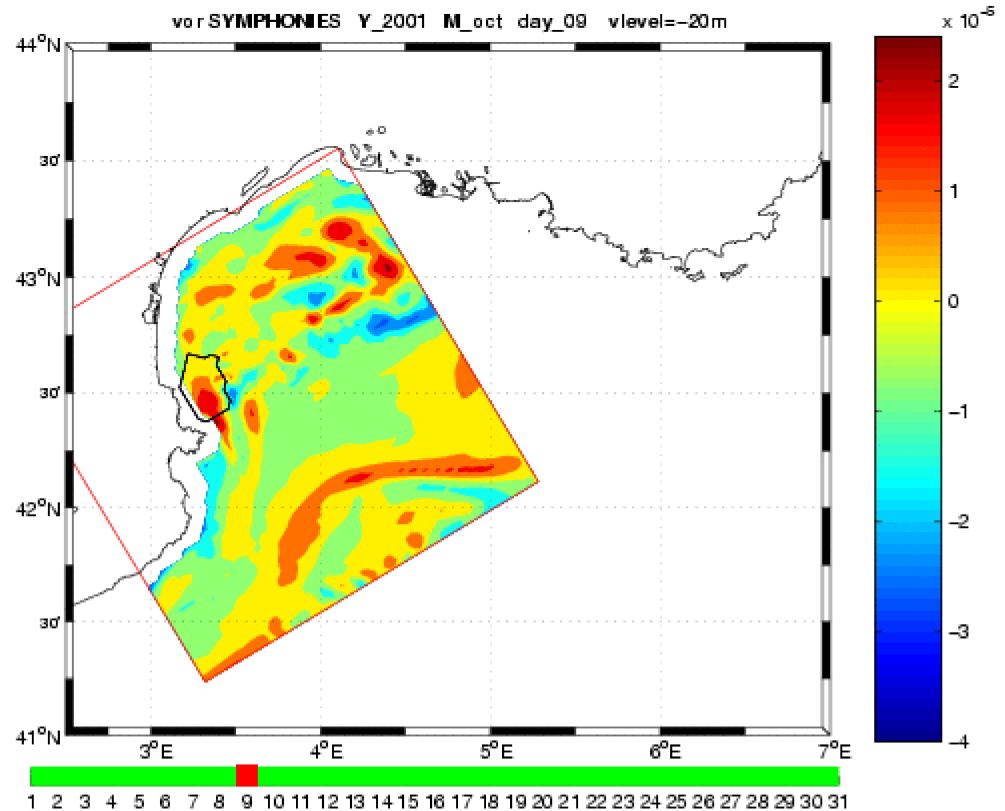 vor SYMPHONIES Y_2001 M_oct day_09 vlevel=-20m
x 10⁻⁵
44°N
30'
43°N
30'
42°N
30'
41°N
3°E 4°E 5°E 6°E 7°E
2
1
0
-1
-2
-3
-4
1 2 3 4 5 6 7 8 9 10 11 12 13 14 15 16 17 18 19 20 21 22 23 24 25 26 27 28 29 30 31